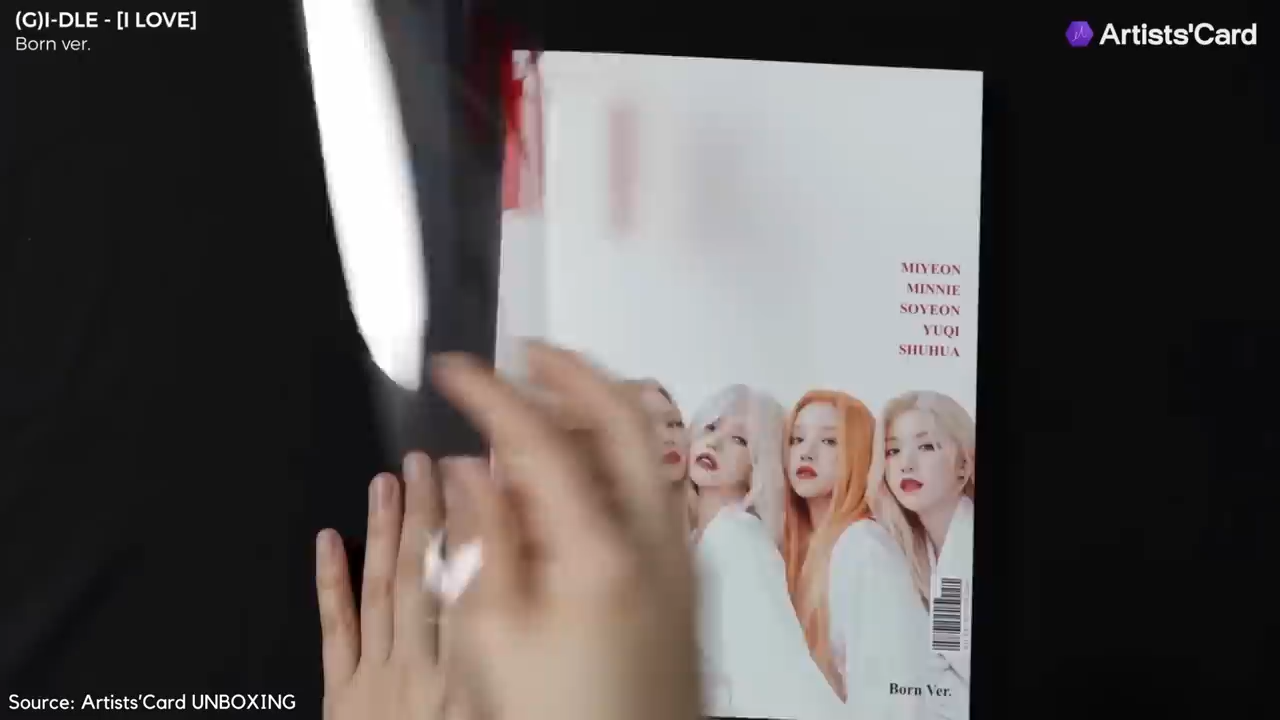 (G)I-DLE - [I LOVE]
Born ver.
Artists'Card
MIYEON
MINNIE
SOYEON
YUQI
SHUHUA
Born Ver.
Source: Artists'Card UNBOXING